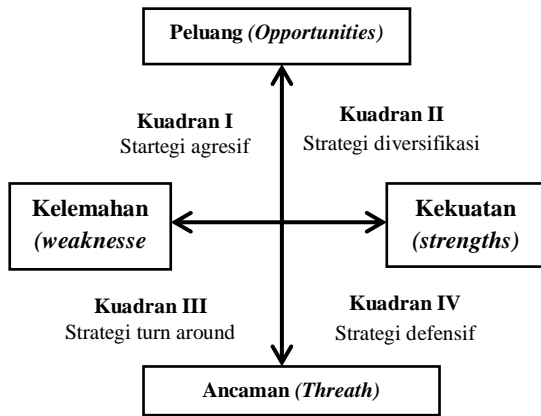 Peluang (Opportunities)
Kuadran I
Startegi agresif
Kuadran II
Strategi diversifikasi
Kelemahan
(weaknesse
Kekuatan
(strengths)
Kuadran III
Strategi turn around
Kuadran IV
Strategi defensif
Ancaman (Threath)